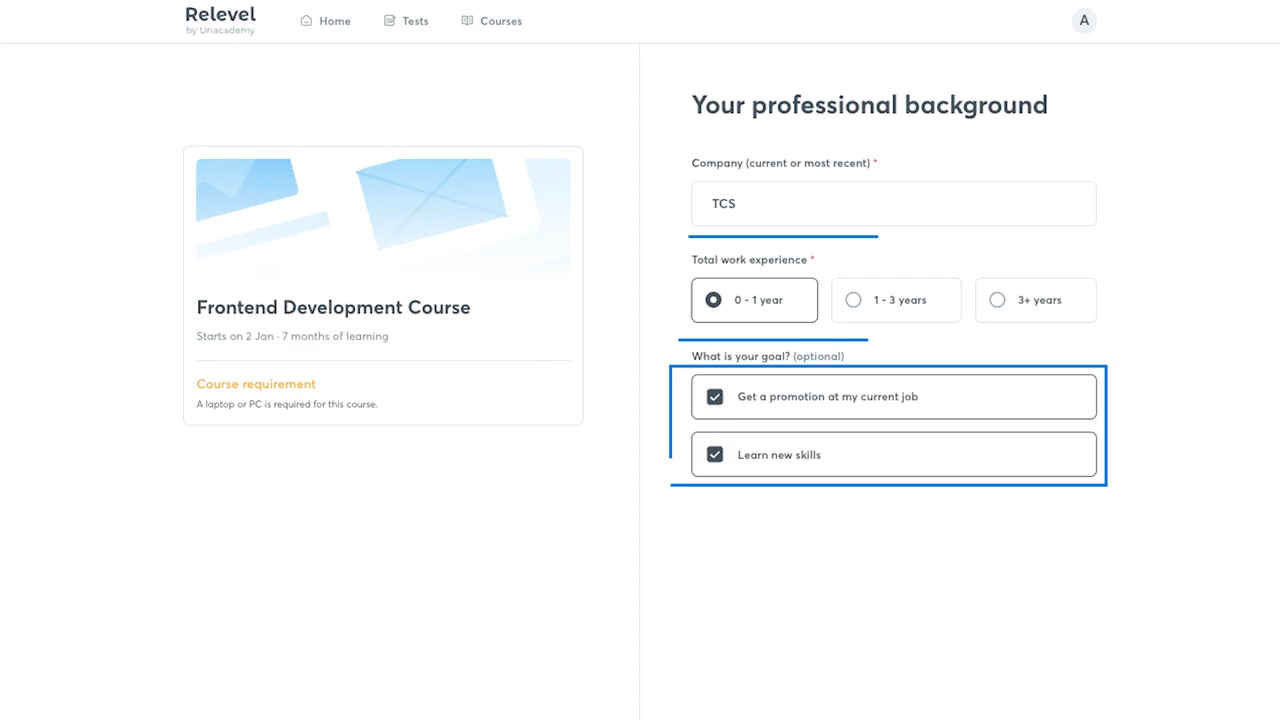 Relevel
by Unacademy
Home
Tests
Courses
A
Frontend Development Course
Starts on 2 Jan · 7 months of learning
Course requirement
A laptop or PC is required for this course.
Your professional background
Company (current or most recent) *
TCS
Total work experience *
0 - 1 year
1 - 3 years
3+ years
What is your goal? (optional)
Get a promotion at my current job
Learn new skills